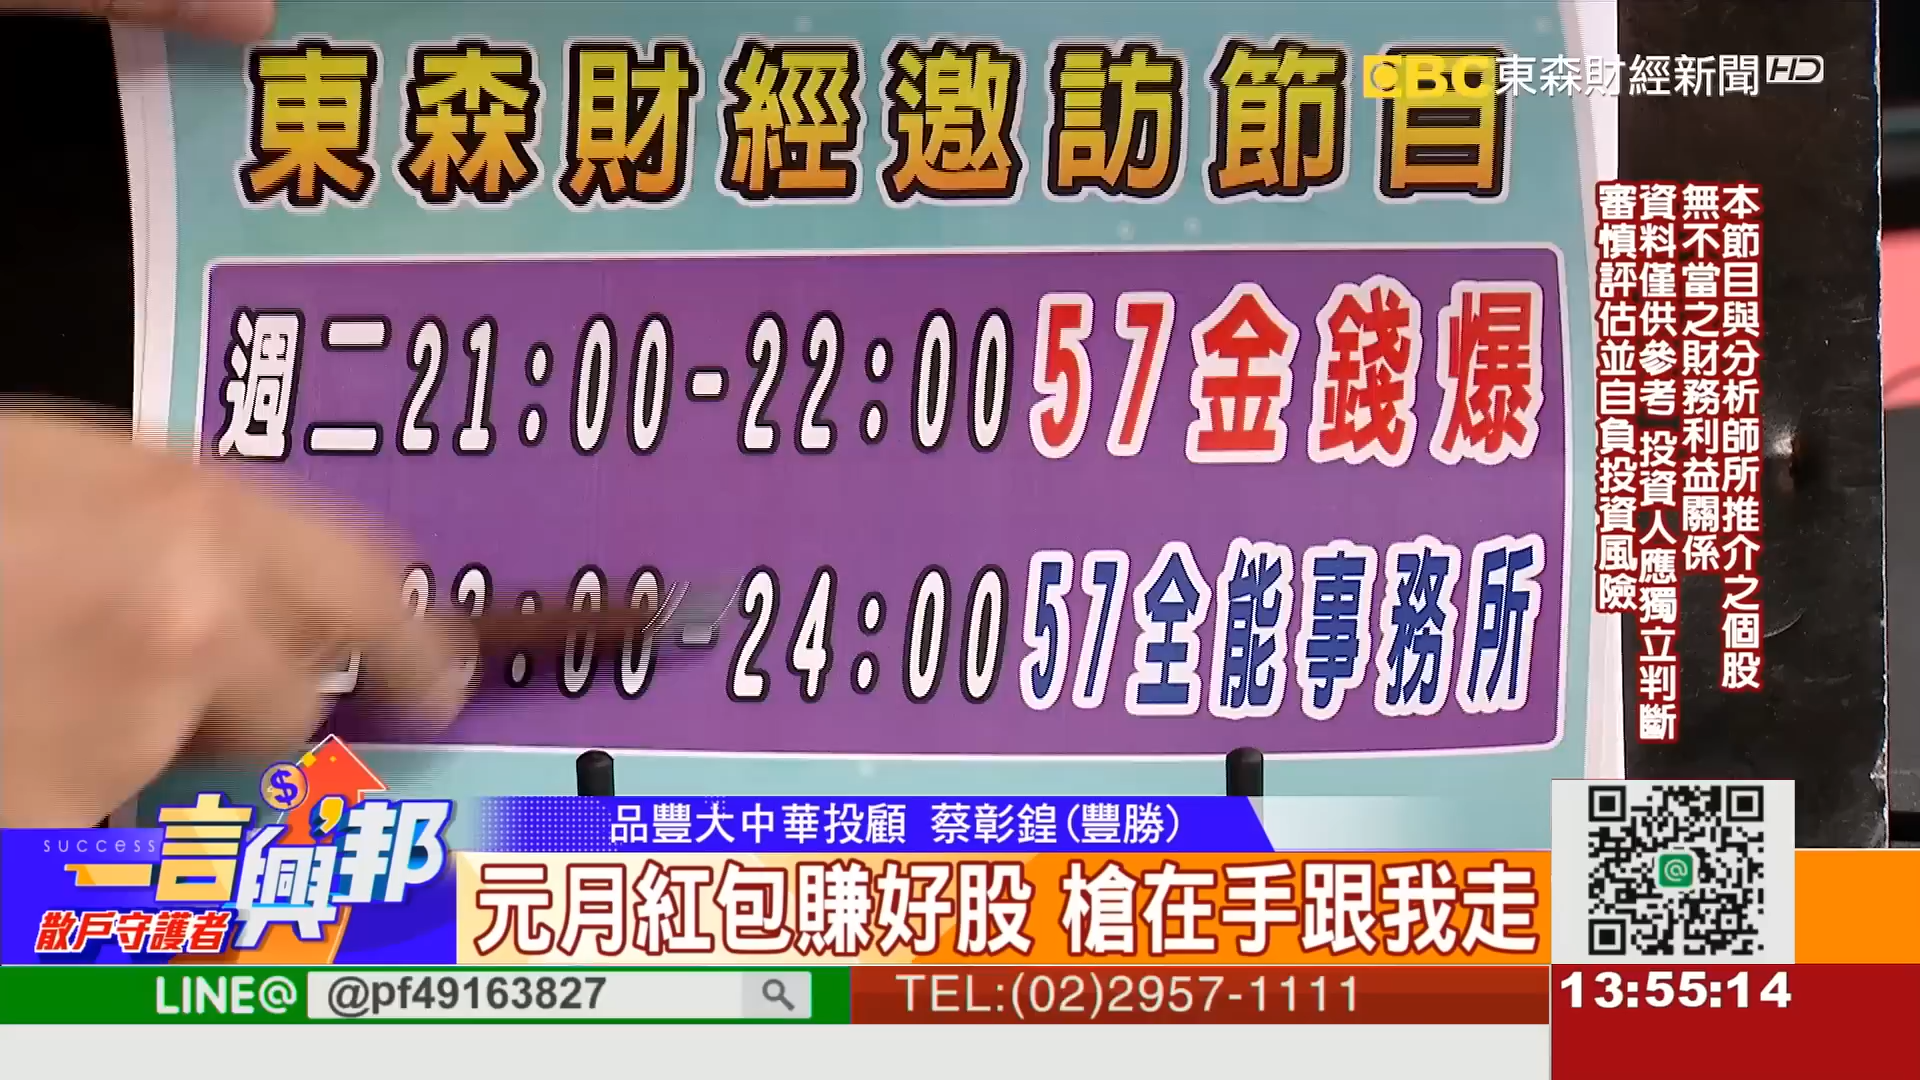 東森財經邀訪節目
EBC東森財經新聞HD
週二21:00-22:00 57金錢爆
23:00-24:00 57全能事務所
本節目與分析師所推介之個股
無不當之財務利益關係
資料僅供參考 投資人應獨立判斷
審慎評估並自負投資風險
success
一言興邦
散戶守護者
品豐大中華投顧 蔡彰鍠(豐勝)
元月紅包賺好股 槍在手跟我走
LINE@ @pf49163827
TEL:(02)2957-1111
13:55:14